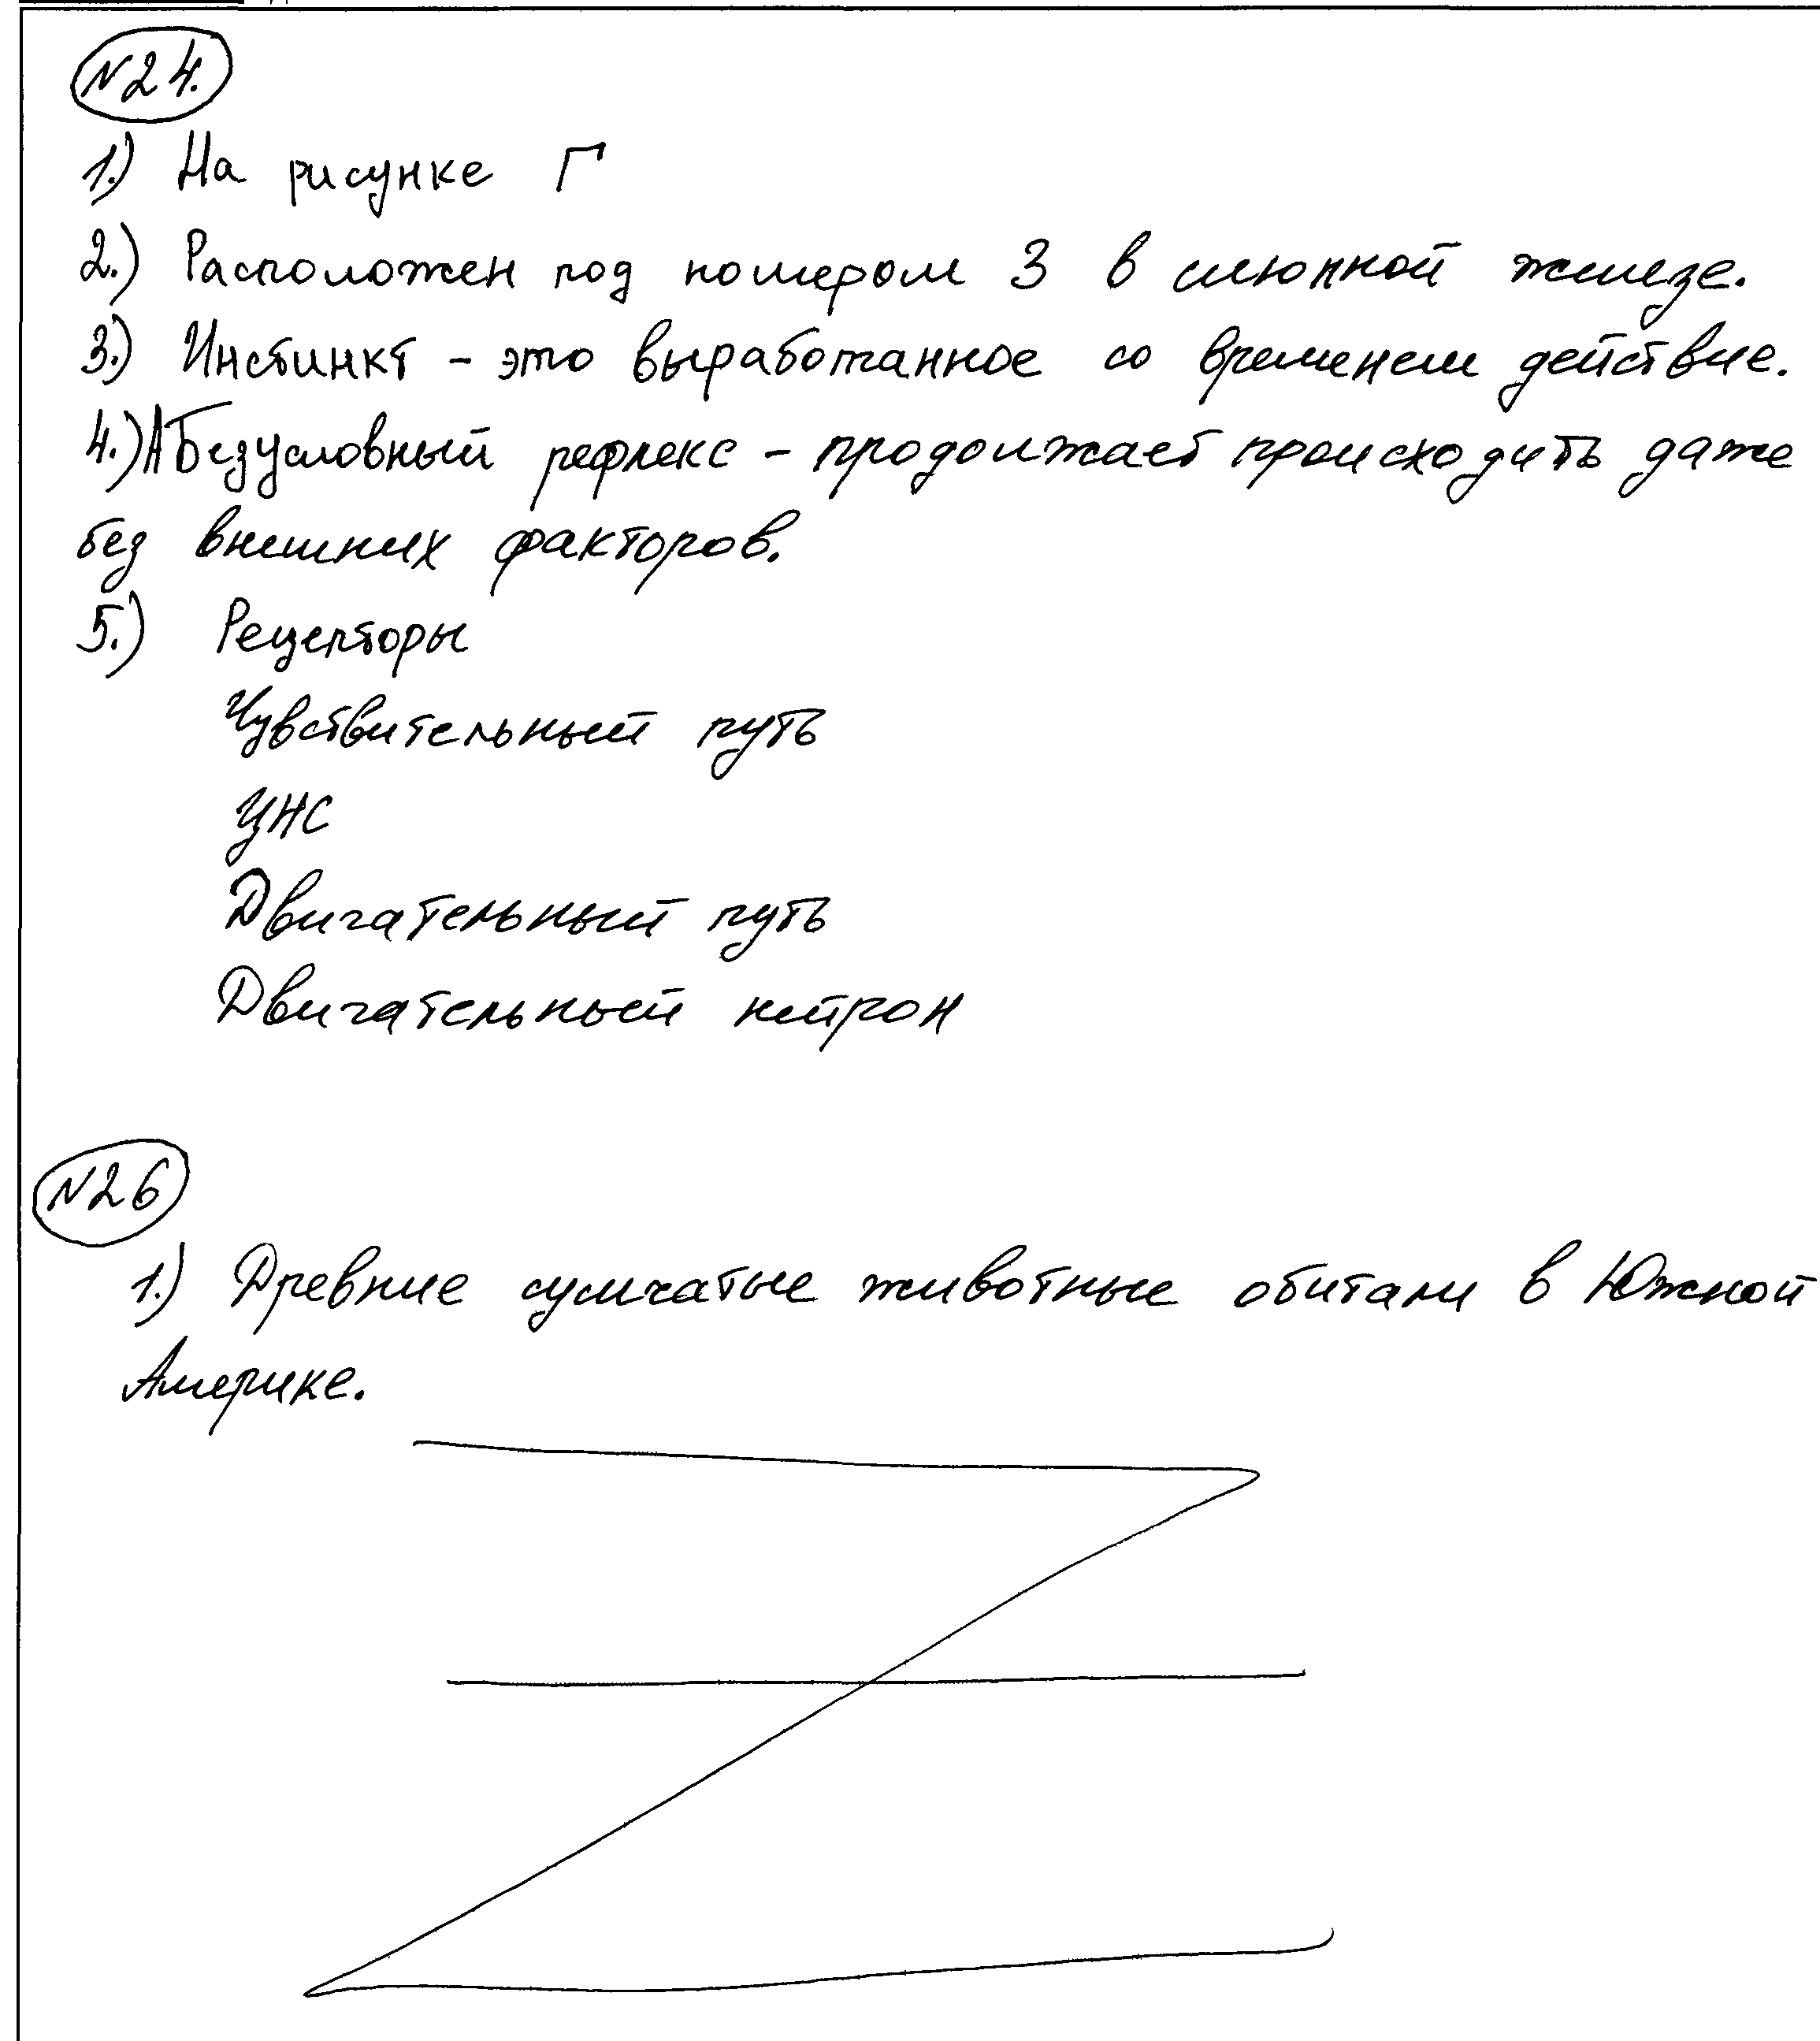 №24.
1.) На рисунке Г
2.) Расположен под номером 3 в слюнной железе.
3.) Инстинкт - это выработанное со временем действие.
4.) Безусловный рефлекс - продолжает происходить даже
без внешних факторов.
5.) Рецепторы
Чувствительный путь
ЦНС
Двигательный путь
Двигательный нейрон
№26
1.) Древние сумчатые животные обитали в Южной
Америке.